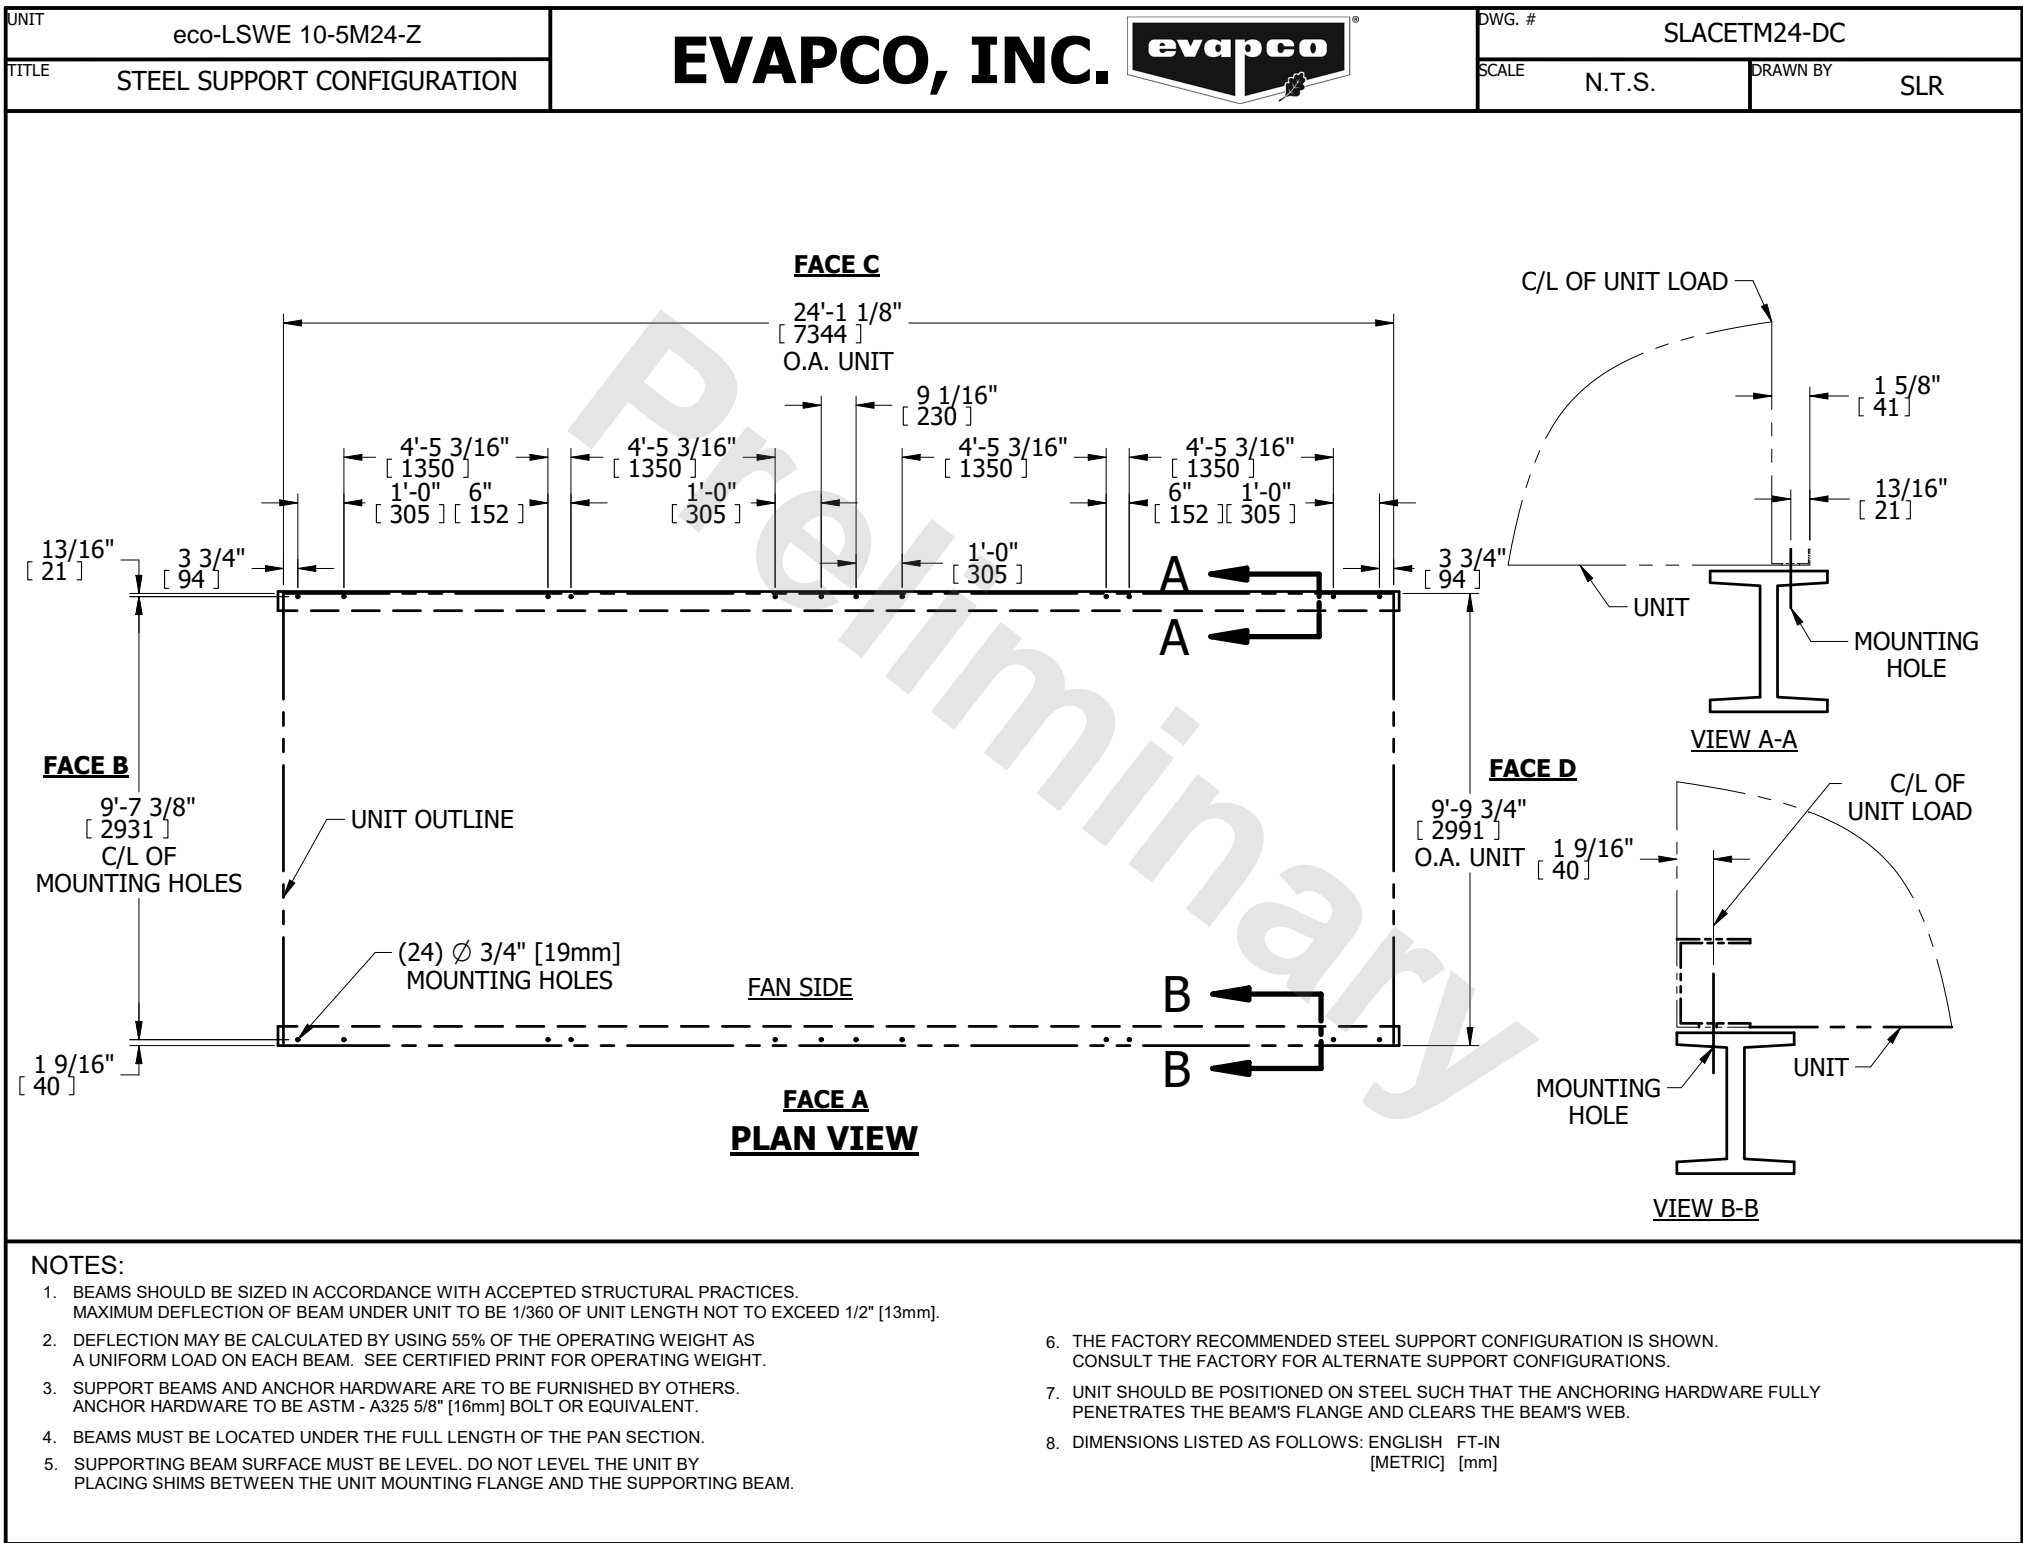 UNIT
eco-LSWE 10-5M24-Z
TITLE
STEEL SUPPORT CONFIGURATION
EVAPCO, INC.
evapco
®
DWG. #
SLACETM24-DC
SCALE
N.T.S.
DRAWN BY
SLR
FACE C
24'-1 1/8"
[ 7344 ]
O.A. UNIT
9 1/16"
[ 230 ]
4'-5 3/16"
[ 1350 ]
4'-5 3/16"
[ 1350 ]
4'-5 3/16"
[ 1350 ]
4'-5 3/16"
[ 1350 ]
1'-0"
[ 305 ]
6"
[ 152 ]
1'-0"
[ 305 ]
6"
[ 152 ]
1'-0"
[ 305 ]
13/16"
[ 21 ]
3 3/4"
[ 94 ]
1'-0"
[ 305 ]
3 3/4"
[ 94 ]
A
A
FACE B
9'-7 3/8"
[ 2931 ]
C/L OF
MOUNTING HOLES
UNIT OUTLINE
FACE D
9'-9 3/4"
[ 2991 ]
O.A. UNIT
(24) Ø 3/4" [19mm]
MOUNTING HOLES
FAN SIDE
B
B
1 9/16"
[ 40 ]
FACE A
PLAN VIEW
Preliminary
C/L OF UNIT LOAD
1 5/8"
[ 41 ]
13/16"
[ 21 ]
UNIT
MOUNTING
HOLE
VIEW A-A
C/L OF
UNIT LOAD
1 9/16"
[ 40 ]
UNIT
MOUNTING
HOLE
VIEW B-B
NOTES:
1. BEAMS SHOULD BE SIZED IN ACCORDANCE WITH ACCEPTED STRUCTURAL PRACTICES.
MAXIMUM DEFLECTION OF BEAM UNDER UNIT TO BE 1/360 OF UNIT LENGTH NOT TO EXCEED 1/2" [13mm].
2. DEFLECTION MAY BE CALCULATED BY USING 55% OF THE OPERATING WEIGHT AS
A UNIFORM LOAD ON EACH BEAM. SEE CERTIFIED PRINT FOR OPERATING WEIGHT.
3. SUPPORT BEAMS AND ANCHOR HARDWARE ARE TO BE FURNISHED BY OTHERS.
ANCHOR HARDWARE TO BE ASTM - A325 5/8" [16mm] BOLT OR EQUIVALENT.
4. BEAMS MUST BE LOCATED UNDER THE FULL LENGTH OF THE PAN SECTION.
5. SUPPORTING BEAM SURFACE MUST BE LEVEL. DO NOT LEVEL THE UNIT BY
PLACING SHIMS BETWEEN THE UNIT MOUNTING FLANGE AND THE SUPPORTING BEAM.
6. THE FACTORY RECOMMENDED STEEL SUPPORT CONFIGURATION IS SHOWN.
CONSULT THE FACTORY FOR ALTERNATE SUPPORT CONFIGURATIONS.
7. UNIT SHOULD BE POSITIONED ON STEEL SUCH THAT THE ANCHORING HARDWARE FULLY
PENETRATES THE BEAM'S FLANGE AND CLEARS THE BEAM'S WEB.
8. DIMENSIONS LISTED AS FOLLOWS: ENGLISH FT-IN
[METRIC] [mm]